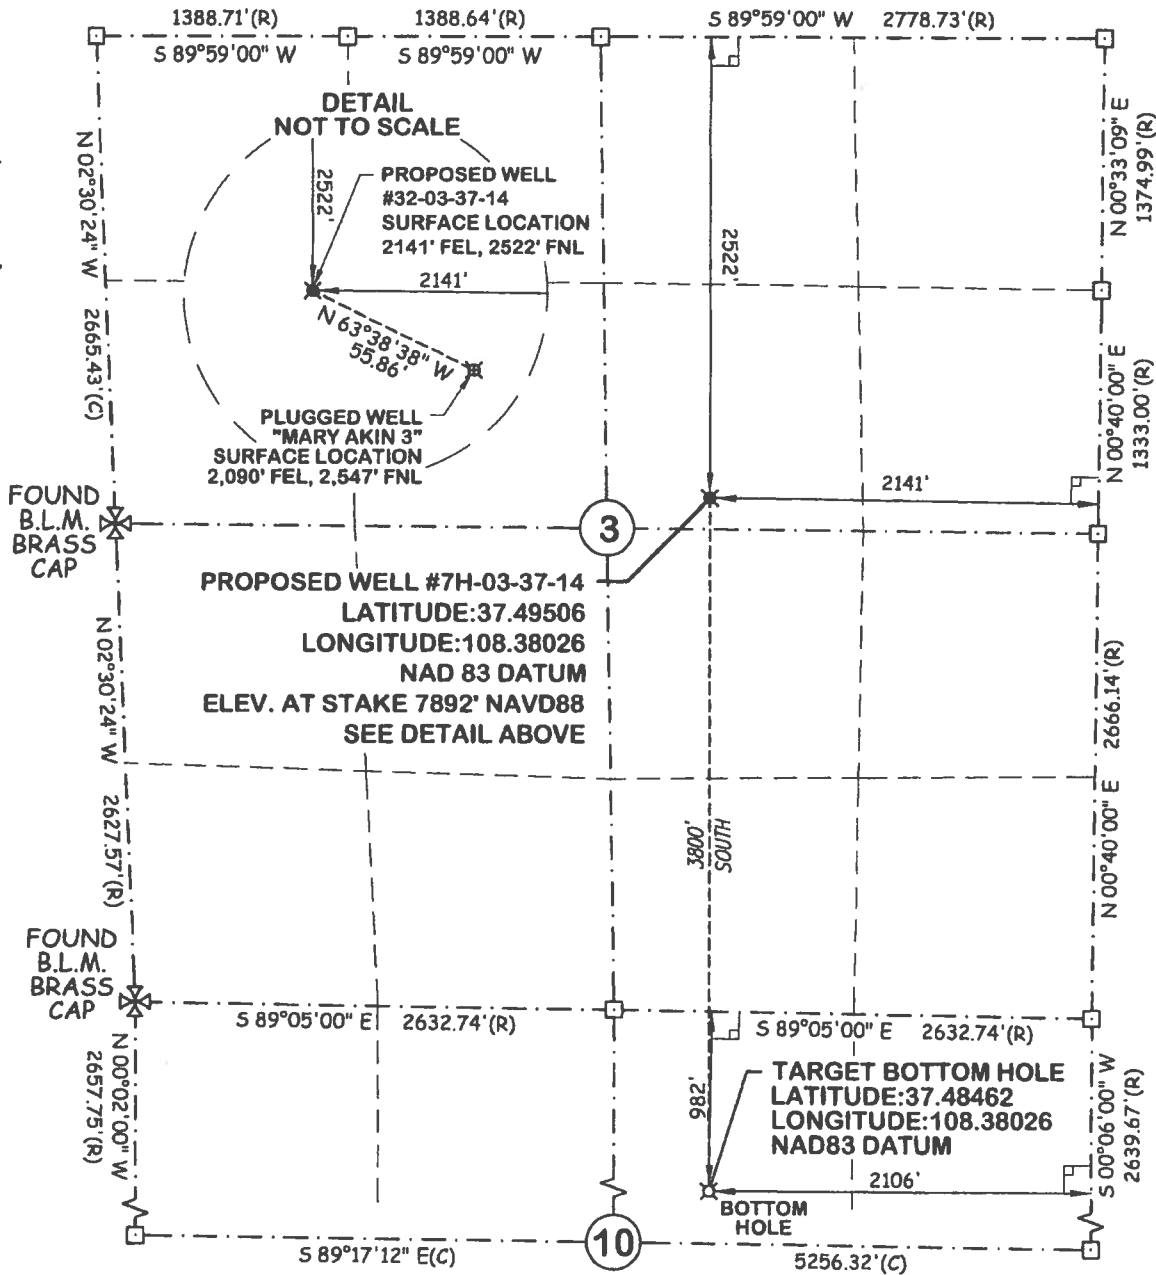 1388.71'(R)
S 89°59'00" W
1388.64'(R)
S 89°59'00" W
S 89°59'00" W 2778.73'(R)
N 02°30'24" W 2665.43'(C)
DETAIL
NOT TO SCALE
2522'
PROPOSED WELL
#32-03-37-14
SURFACE LOCATION
2141' FEL, 2522' FNL
2141'
N 63°38'38" W
55.86'
PLUGGED WELL
"MARY AKIN 3"
SURFACE LOCATION
2,090' FEL, 2,547' FNL
2522'
N 00°33'09" E
1374.99'(R)
N 00°40'00" E
1333.00'(R)
2141'
FOUND
B.L.M.
BRASS
CAP
3
PROPOSED WELL #7H-03-37-14
LATITUDE:37.49506
LONGITUDE:108.38026
NAD 83 DATUM
ELEV. AT STAKE 7892' NAVD88
SEE DETAIL ABOVE
N 02°30'24" W 2627.57'(R)
3800'
SOUTH
N 00°40'00" E 2666.14'(R)
FOUND
B.L.M.
BRASS
CAP
S 89°05'00" E 2632.74'(R)
S 89°05'00" E 2632.74'(R)
N 00°02'00" W
2657.75'(R)
982'
TARGET BOTTOM HOLE
LATITUDE:37.48462
LONGITUDE:108.38026
NAD83 DATUM
2106'
S 00°06'00" W
2639.67'(R)
BOTTOM
HOLE
S 89°17'12" E(C)
10
5256.32'(C)